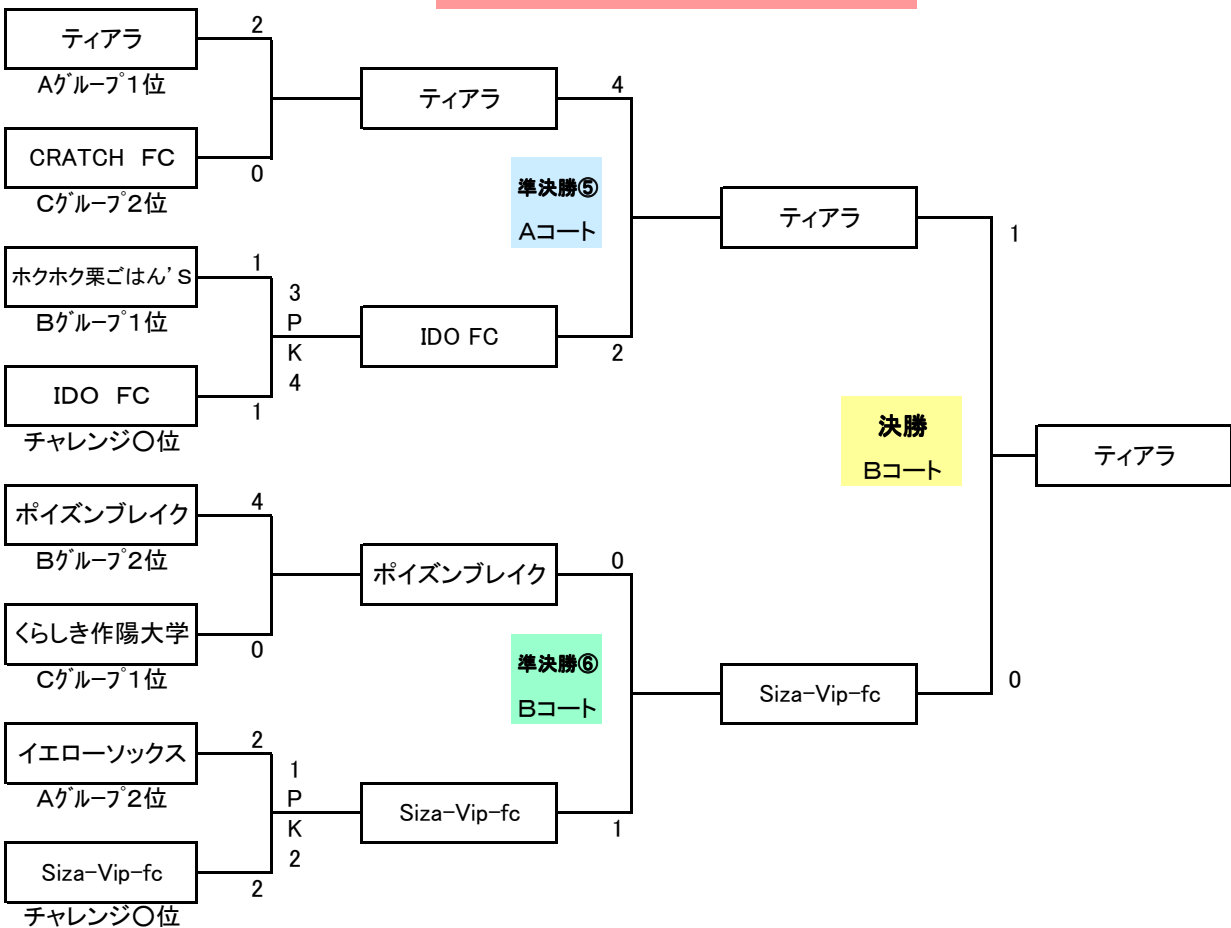 ティアラ
2
Aグループ1位
ティアラ
4
CRATCH FC
0
Cグループ2位
準決勝⑤
Aコート
ティアラ
1
ホクホク栗ごはん'S
1
Bグループ1位
3
P
K
4
IDO FC
2
IDO FC
1
チャレンジ〇位
決勝
Bコート
ティアラ
ポイズンブレイク
4
Bグループ2位
ポイズンブレイク
0
くらしき作陽大学
0
Cグループ1位
準決勝⑥
Bコート
Siza-Vip-fc
0
イエローソックス
2
Aグループ2位
1
P
K
2
Siza-Vip-fc
1
Siza-Vip-fc
2
チャレンジ〇位